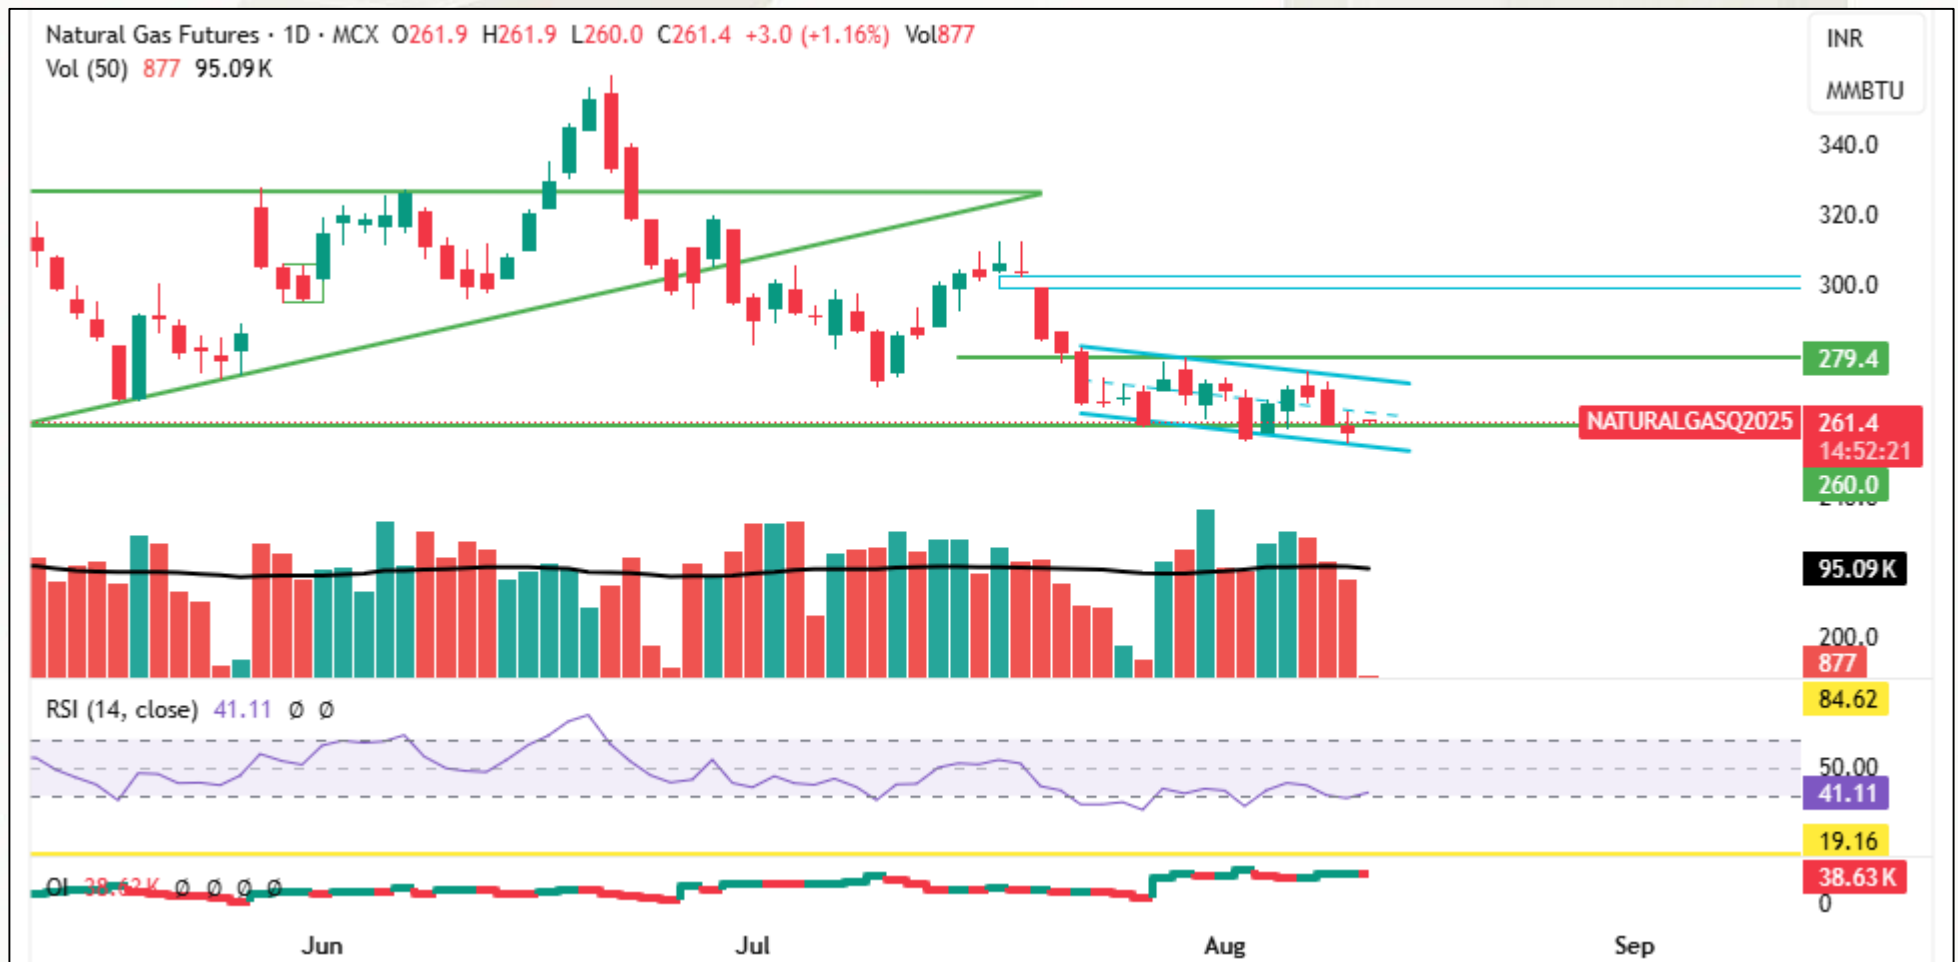 Natural Gas Futures · 1D · MCX O261.9 H261.9 L260.0 C261.4 +3.0 (+1.16%) Vol877
Vol (50) 877 95.09K
INR
MMBTU
340.0
320.0
300.0
279.4
NATURALGASQ2025 261.4
14:52:21
260.0
95.09K
200.0
877
RSI (14, close) 41.11 Ø Ø
84.62
50.00
41.11
19.16
OI 38.63K Ø Ø Ø Ø
38.63K
0
Jun Jul Aug Sep